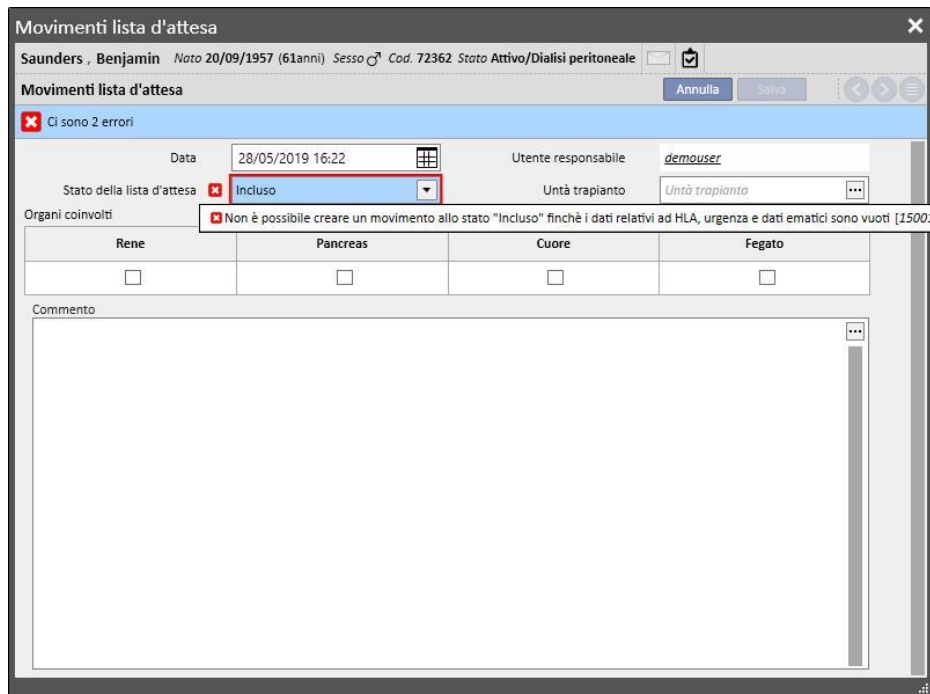 Movimenti lista d'attesa
Saunders , Benjamin Nato 20/09/1957 (61anni) Sesso ♂ Cod. 72362 Stato Attivo/Dialisi peritoneale
Movimenti lista d'attesa Annulla Salva
Ci sono 2 errori
Data 28/05/2019 16:22 Utente responsabile demouser
Stato della lista d'attesa Incluso Untà trapianto Untà trapianto
Organi coinvolti
Non è possibile creare un movimento allo stato "Incluso" finchè i dati relativi ad HLA, urgenza e dati ematici sono vuoti [1500
Rene Pancreas Cuore Fegato
Commento